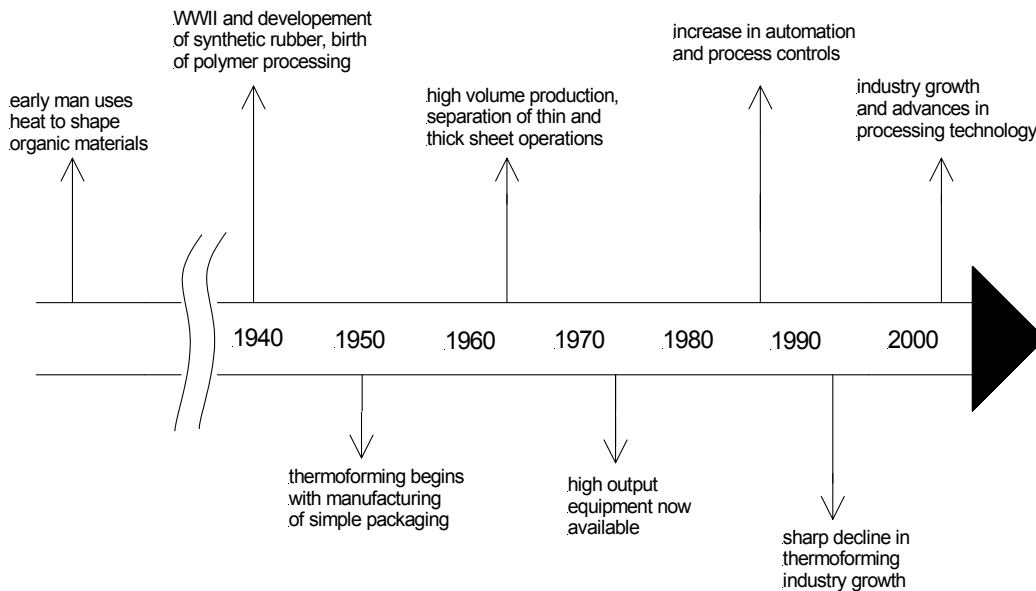 WWII and developement
of synthetic rubber, birth
of polymer processing
increase in automation
and process controls
early man uses
heat to shape
organic materials
high volume production,
separation of thin and
thick sheet operations
industry growth
and advances in
processing technology
1940 1950 1960 1970 1980 1990 2000
thermoforming begins
with manufacturing
of simple packaging
high output
equipment now
available
sharp decline in
thermoforming
industry growth